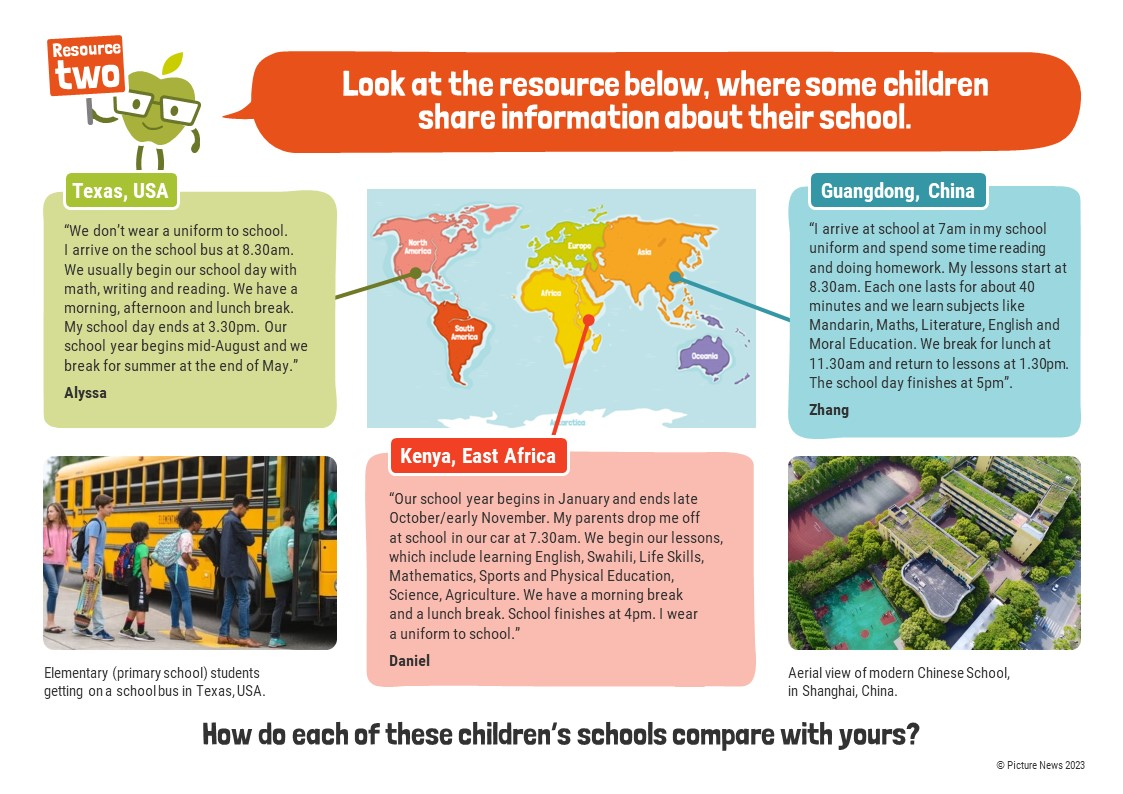 Resource
two
Look at the resource below, where some children
share information about their school.
Texas, USA
“We don’t wear a uniform to school.
I arrive on the school bus at 8.30am.
We usually begin our school day with
math, writing and reading. We have a
morning, afternoon and lunch break.
My school day ends at 3.30pm. Our
school year begins mid-August and we
break for summer at the end of May.”
Alyssa
North
America
South
America
Europe
Africa
Asia
Oceania
Antarctica
Guangdong, China
“I arrive at school at 7am in my school
uniform and spend some time reading
and doing homework. My lessons start at
8.30am. Each one lasts for about 40
minutes and we learn subjects like
Mandarin, Maths, Literature, English and
Moral Education. We break for lunch at
11.30am and return to lessons at 1.30pm.
The school day finishes at 5pm”.
Zhang
Kenya, East Africa
“Our school year begins in January and ends late
October/early November. My parents drop me off
at school in our car at 7.30am. We begin our lessons,
which include learning English, Swahili, Life Skills,
Mathematics, Sports and Physical Education,
Science, Agriculture. We have a morning break
and a lunch break. School finishes at 4pm. I wear
a uniform to school.”
Daniel
Elementary (primary school) students
getting on a school bus in Texas, USA.
Aerial view of modern Chinese School,
in Shanghai, China.
How do each of these children’s schools compare with yours?
© Picture News 2023